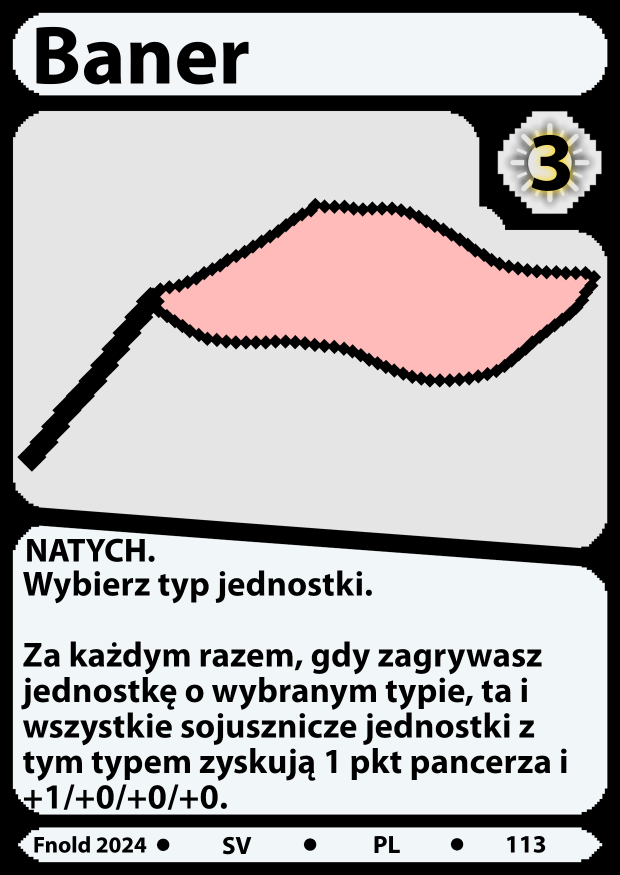 Baner
3
NATYCH.
Wybierz typ jednostki.
Za każdym razem, gdy zagrywasz
jednostkę o wybranym typie, ta i
wszystkie sojusznicze jednostki z
tym typem zyskują 1 pkt pancerza i
+1/+0/+0/+0.
Fnold 2024 • SV • PL • 113